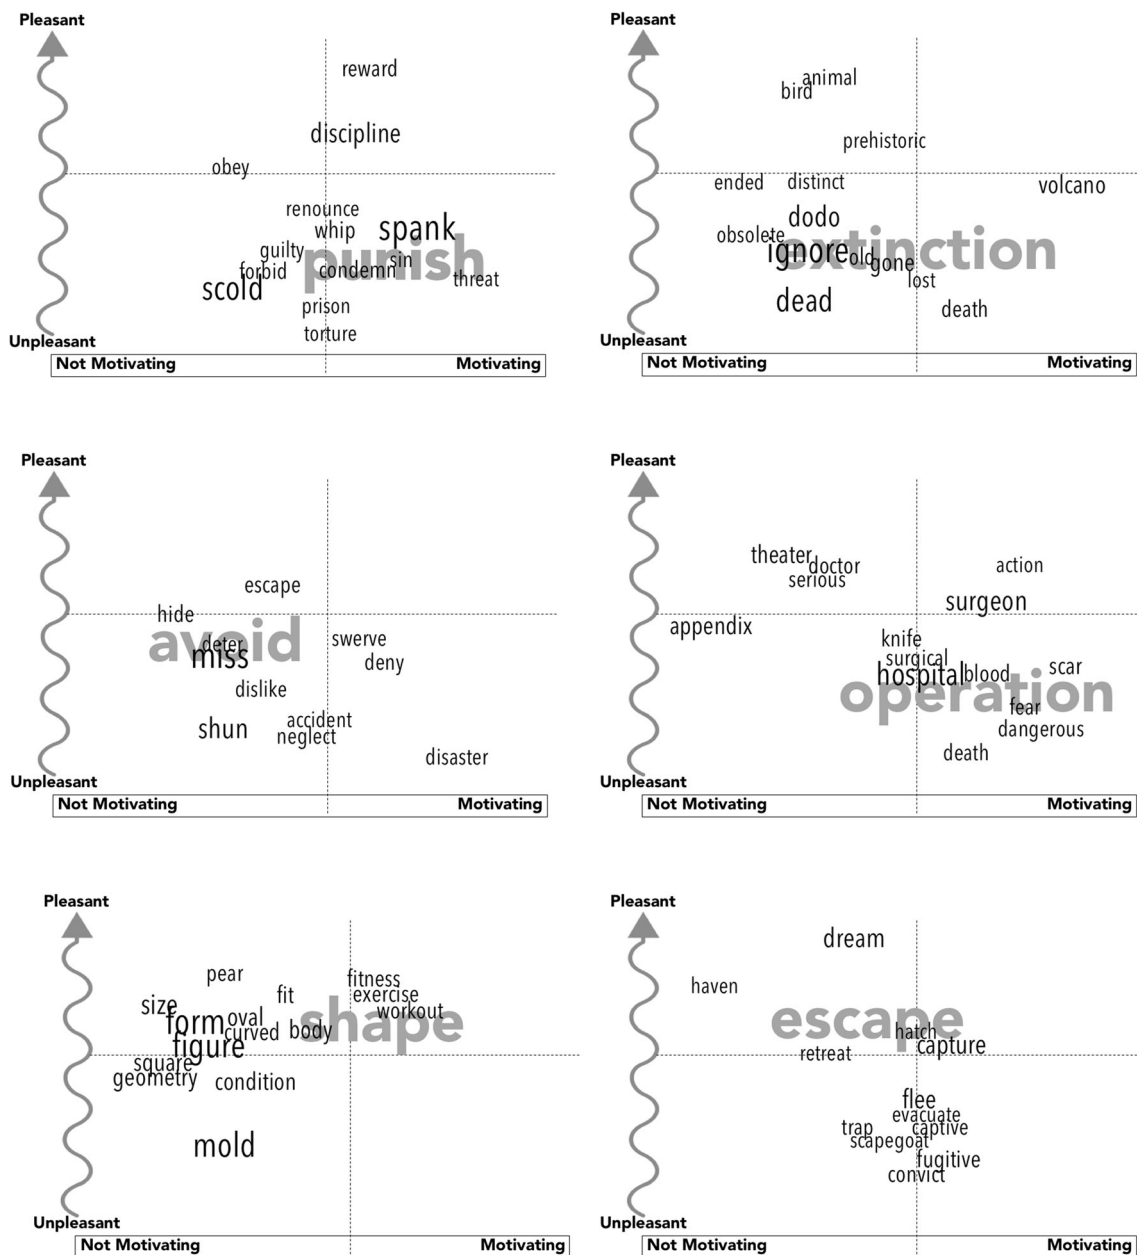 Pleasant
reward
discipline
obey
renounce
whip
spank
guilty
punish
sin
forbid
condemn
threat
scold
prison
torture
Unpleasant
Not Motivating
Motivating
Pleasant
animal
bird
prehistoric
ended
distinct
volcano
dodo
obsolete
ignore
extinction
old
gone
lost
dead
death
Unpleasant
Not Motivating
Motivating
Pleasant
escape
hide
avoid
deter
swerve
miss
deny
dislike
shun
accident
neglect
disaster
Unpleasant
Not Motivating
Motivating
Pleasant
theater
doctor
serious
action
surgeon
appendix
knife
surgical
hospital
blood
scar
operation
fear
dangerous
death
Unpleasant
Not Motivating
Motivating
Pleasant
pear
fitness
fit
exercise
size
workout
form
oval
shape
curved
body
figure
square
geometry
condition
mold
Unpleasant
Not Motivating
Motivating
Pleasant
dream
haven
escape
hatch
capture
retreat
flee
evacuate
trap
captive
scapegoat
fugitive
convict
Unpleasant
Not Motivating
Motivating